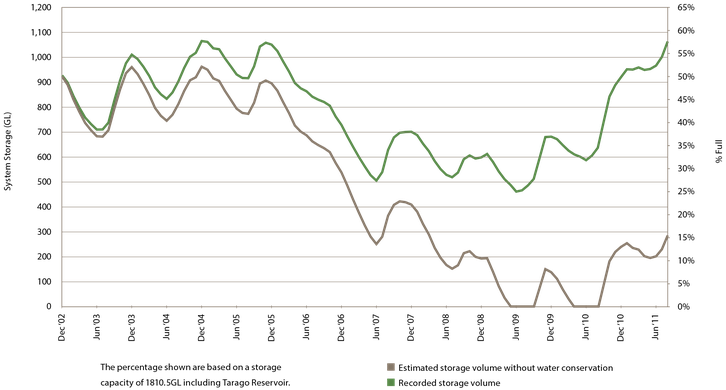 1,200
1,100
1,000
900
800
700
600
500
400
300
200
100
0
System Storage (GL)
65%
60%
55%
50%
45%
40%
35%
30%
25%
20%
15%
10%
5%
0%
% Full
Dec '02
Jun '03
Dec '03
Jun '04
Dec '04
Jun '05
Dec '05
Jun '06
Dec '06
Jun '07
Dec '07
Jun '08
Dec '08
Jun '09
Dec '09
Jun '10
Dec '10
Jun '11
The percentage shown are based on a storage
capacity of 1810.5GL including Tarago Reservoir.
Estimated storage volume without water conservation
Recorded storage volume